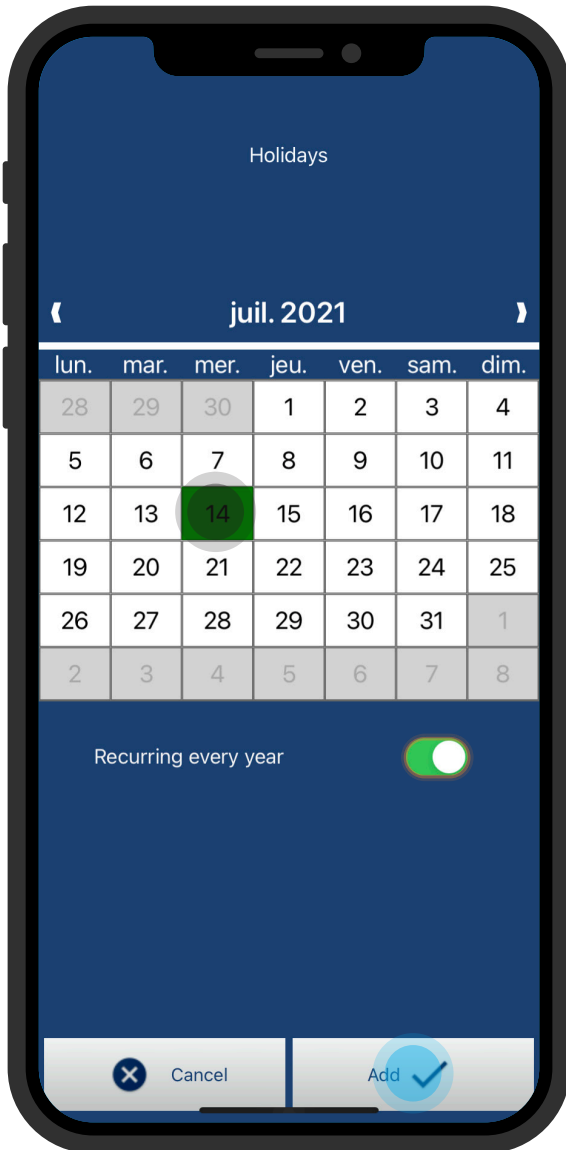 Holidays
juil. 2021
lun. mar. mer. jeu. ven. sam. dim.
28 29 30 1 2 3 4
5 6 7 8 9 10 11
12 13 14 15 16 17 18
19 20 21 22 23 24 25
26 27 28 29 30 31 1
2 3 4 5 6 7 8
Recurring every year
Cancel Add